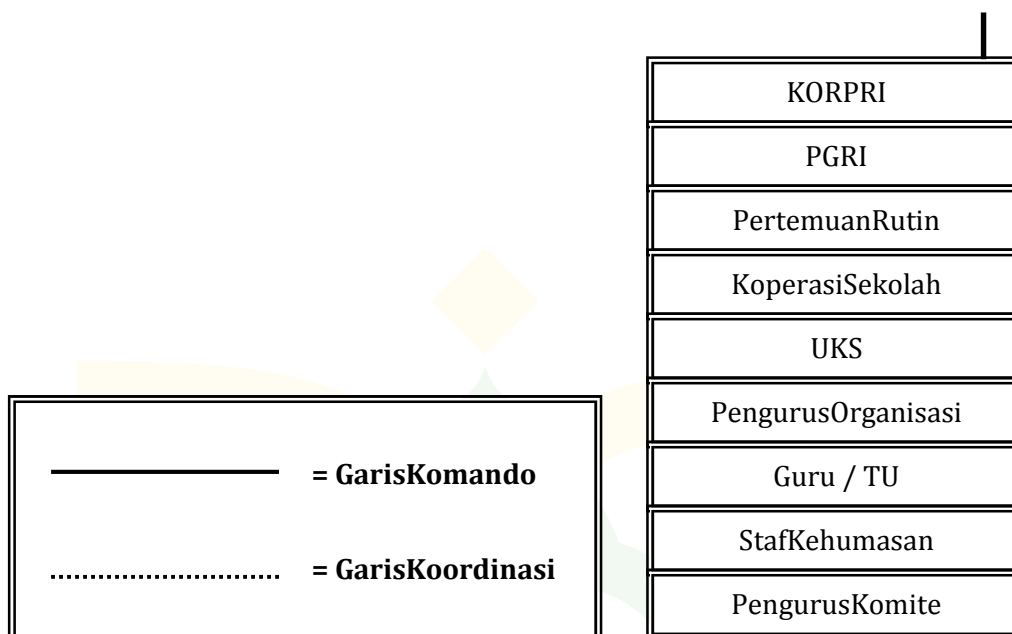 KORPRI
PGRI
PertemuanRutin
KoperasiSekolah
UKS
PengurusOrganisasi
Guru / TU
StafKehumasan
PengurusKomite
= GarisKomando
= GarisKoordinasi